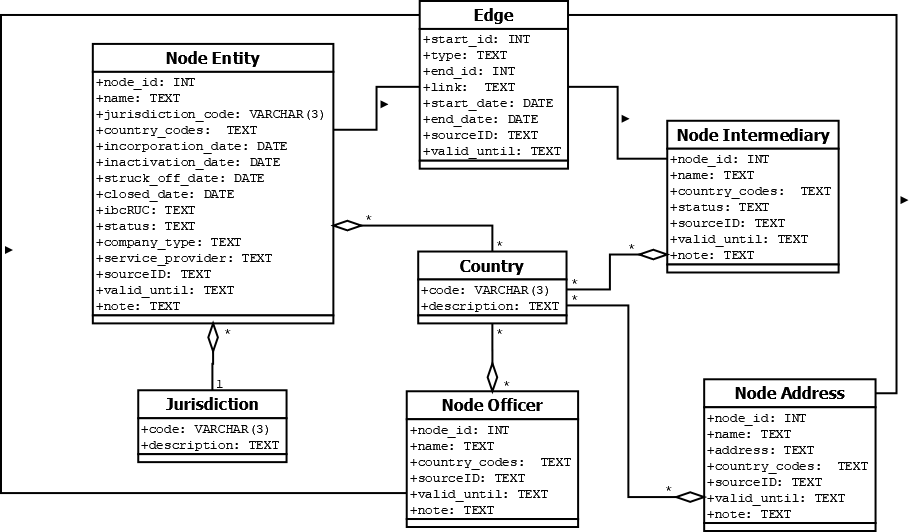 Edge
+start_id: INT
+type: TEXT
+end_id: INT
+link:  TEXT
+start_date: DATE
+end_date: DATE
+sourceID: TEXT
+valid_until: TEXT
Node Entity
+node_id: INT
+name: TEXT
+jurisdiction_code: VARCHAR(3)
+country_codes:  TEXT
+incorporation_date: DATE
+inactivation_date: DATE
+struck_off_date: DATE
+closed_date: DATE
+ibcRUC: TEXT
+status: TEXT
+company_type: TEXT
+service_provider: TEXT
+sourceID: TEXT
+valid_until: TEXT
+note: TEXT
Node Intermediary
+node_id: INT
+name: TEXT
+country_codes:  TEXT
+status: TEXT
+sourceID: TEXT
+valid_until: TEXT
+note: TEXT
*
*
*
*
*
Country
+code: VARCHAR(3)
+description: TEXT
*
*
1
Jurisdiction
+code: VARCHAR(3)
+description: TEXT
*
*
Node Officer
+node_id: INT
+name: TEXT
+country_codes:  TEXT
+sourceID: TEXT
+valid_until: TEXT
+note: TEXT
Node Address
+node_id: INT
+name: TEXT
+address: TEXT
+country_codes:  TEXT
+sourceID: TEXT
+valid_until: TEXT
+note: TEXT
*